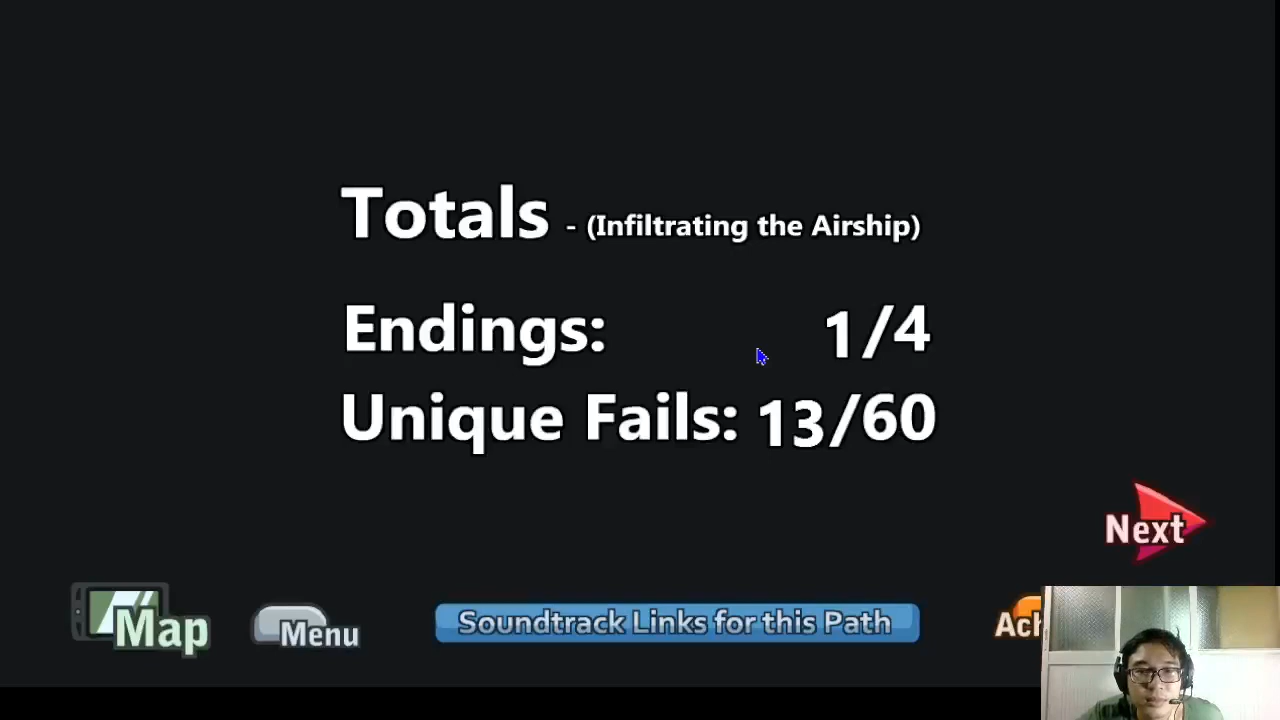 Totals - (Infiltrating the Airship)
Endings: 1/4
Unique Fails: 13/60
Next
Map
Menu
Soundtrack Links for this Path
Ach